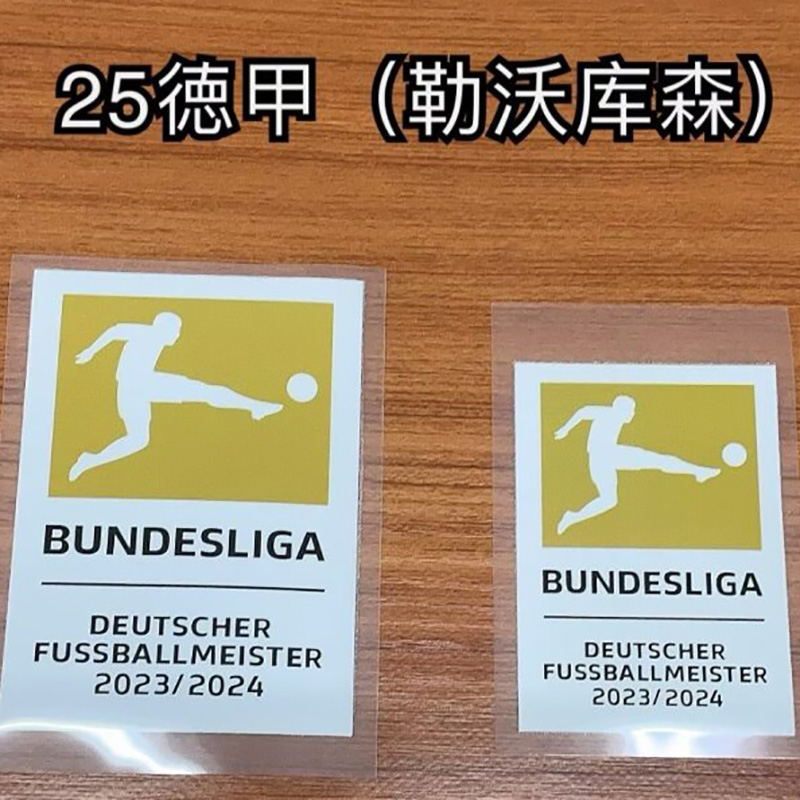 25德甲（勒沃库森）
BUNDESLIGA
DEUTSCHER
FUSSBALLMEISTER
2023/2024
BUNDESLIGA
DEUTSCHER
FUSSBALLMEISTER
2023/2024